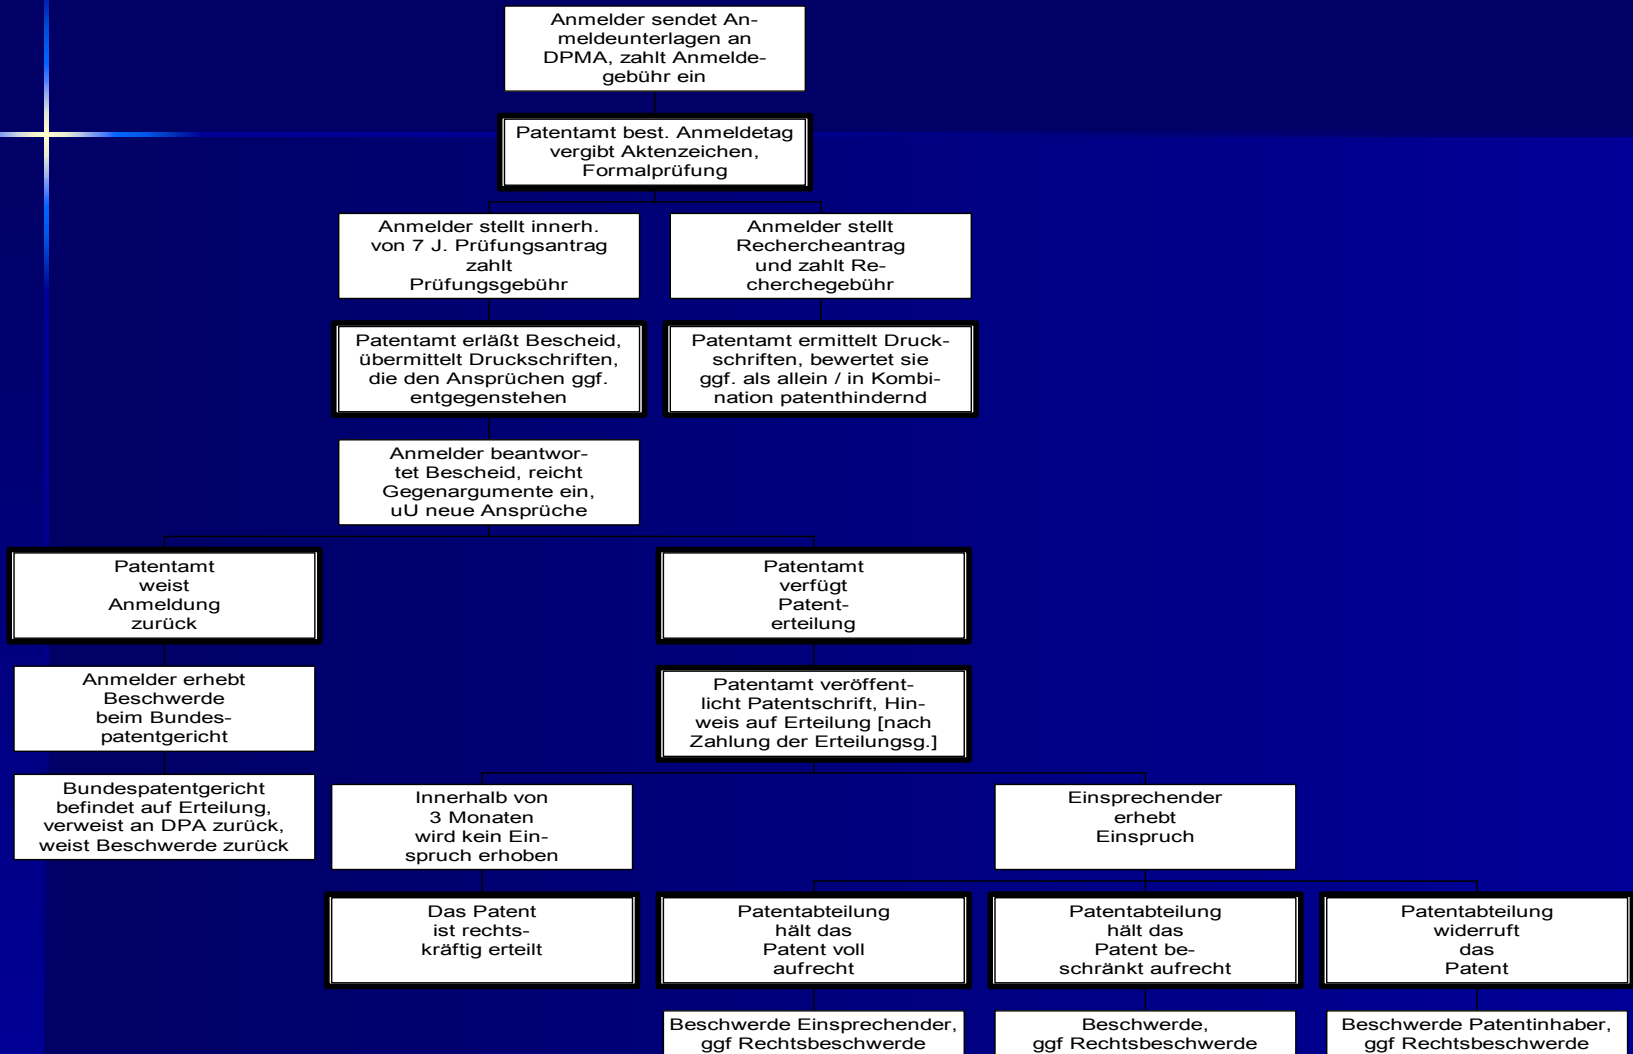 Anmelder sendet An-
meldeunterlagen an
DPMA, zahlt Anmelde-
gebühr ein
Patentamt best. Anmeldetag
vergibt Aktenzeichen,
Formalprüfung
Anmelder stellt innerh.
von 7 J. Prüfungsantrag
zahlt
Prüfungsgebühr
Anmelder stellt
Rechercheantrag
und zahlt Re-
cherchegebühr
Patentamt erläßt Bescheid,
übermittelt Druckschriften,
die den Ansprüchen ggf.
entgegenstehen
Patentamt ermittelt Druck-
schriften, bewertet sie
ggf. als allein / in Kombi-
nation patenthindernd
Anmelder beantwor-
tet Bescheid, reicht
Gegenargumente ein,
uU neue Ansprüche
Patentamt
weist
Anmeldung
zurück
Patentamt
verfügt
Patent-
erteilung
Anmelder erhebt
Beschwerde
beim Bundes-
patentgericht
Patentamt veröffent-
licht Patentschrift, Hin-
weis auf Erteilung [nach
Zahlung der Erteilungsg.]
Bundespatentgericht
befindet auf Erteilung,
verweist an DPA zurück,
weist Beschwerde zurück
Innerhalb von
3 Monaten
wird kein Ein-
spruch erhoben
Einsprechender
erhebt
Einspruch
Das Patent
ist rechts-
kräftig erteilt
Patentabteilung
hält das
Patent voll
aufrecht
Patentabteilung
hält das
Patent be-
schränkt aufrecht
Patentabteilung
widerruft
das
Patent
Beschwerde Einsprechender,
ggf Rechtsbeschwerde
Beschwerde,
ggf Rechtsbeschwerde
Beschwerde Patentinhaber,
ggf Rechtsbeschwerde